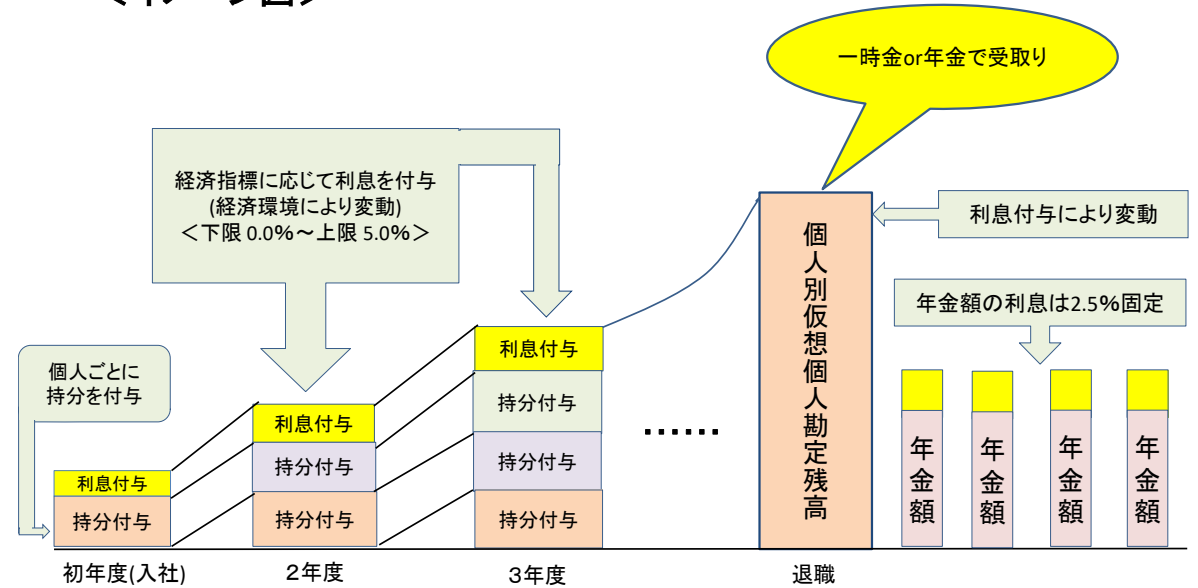 一時金or年金で受取り
経済指標に応じて利息を付与
(経済環境により変動)
＜下限 0.0%～上限 5.0%＞
利息付与により変動
年金額の利息は2.5%固定
個人ごとに
持分を付与
利息付与
持分付与
利息付与
持分付与
持分付与
利息付与
持分付与
持分付与
持分付与
……
個人別仮想個人勘定残高
年金額
年金額
年金額
年金額
初年度(入社)
２年度
３年度
退職